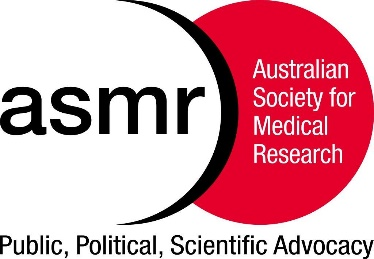 asmr
Australian
Society for
Medical
Research
Public, Political, Scientific Advocacy